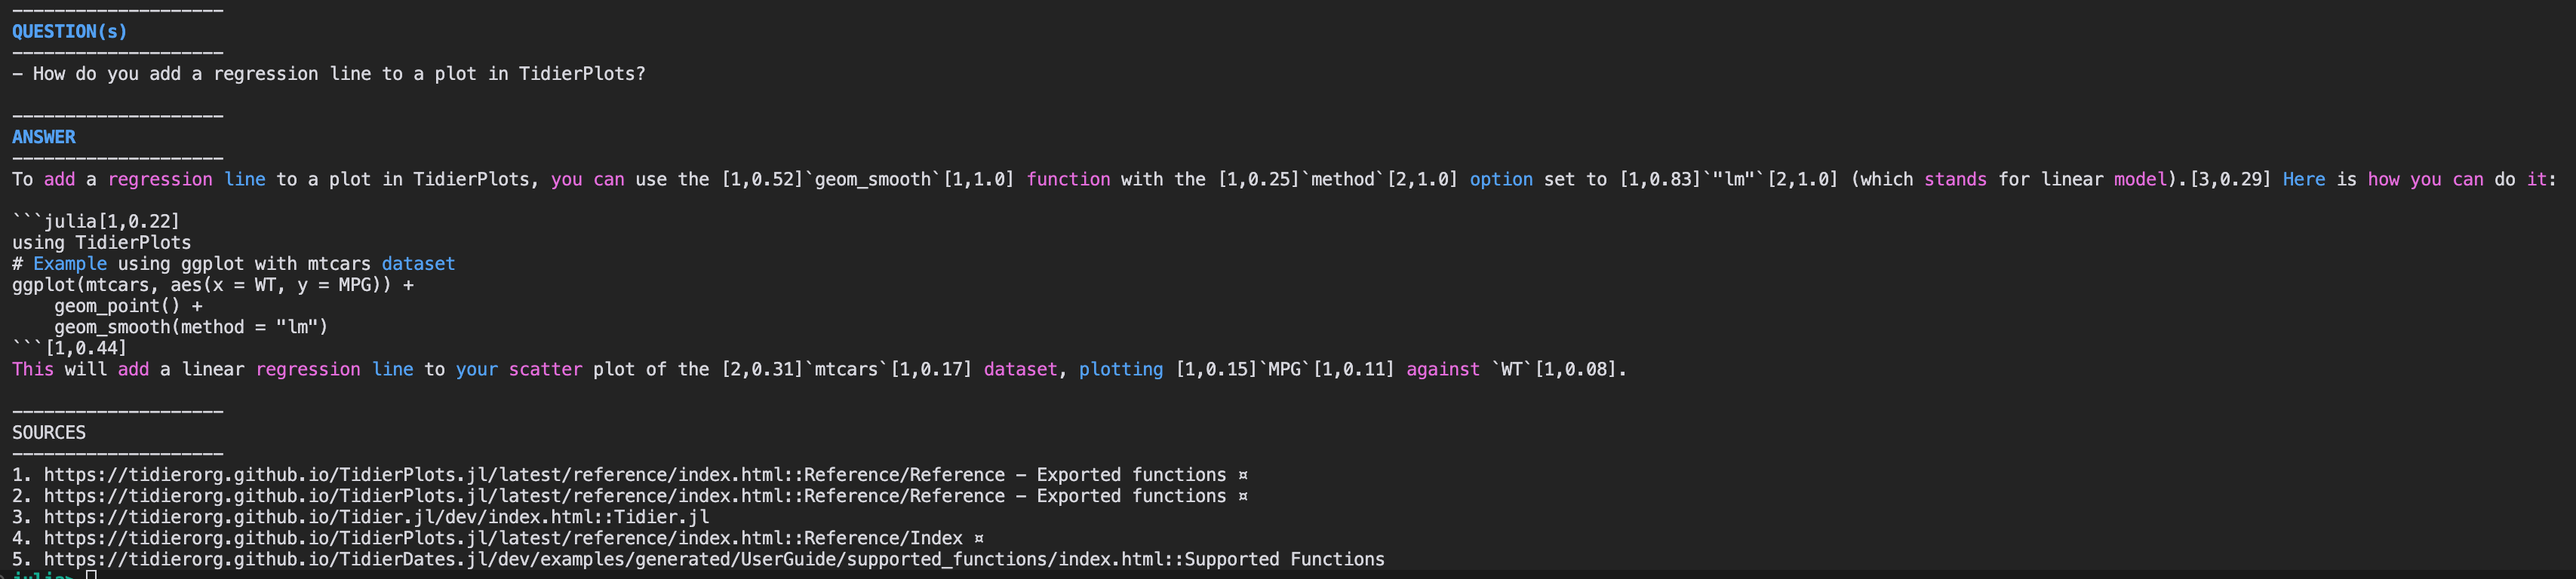 --------------------
QUESTION(s)
--------------------
- How do you add a regression line to a plot in TidierPlots?
--------------------
ANSWER
--------------------
To add a regression line to a plot in TidierPlots, you can use the [1,0.52]`geom_smooth`[1,1.0] function with the [1,0.25]`method`[2,1.0] option set to [1,0.83]`"lm"`[2,1.0] (which stands for linear model).[3,0.29] Here is how you can do it:
```julia[1,0.22]
using TidierPlots
# Example using ggplot with mtcars dataset
ggplot(mtcars, aes(x = WT, y = MPG)) +
    geom_point() +
    geom_smooth(method = "lm")
```[1,0.44]
This will add a linear regression line to your scatter plot of the [2,0.31]`mtcars`[1,0.17] dataset, plotting [1,0.15]`MPG`[1,0.11] against `WT`[1,0.08].
--------------------
SOURCES
--------------------
1. https://tidierorg.github.io/TidierPlots.jl/latest/reference/index.html::Reference/Reference - Exported functions ¤
2. https://tidierorg.github.io/TidierPlots.jl/latest/reference/index.html::Reference/Reference - Exported functions ¤
3. https://tidierorg.github.io/Tidier.jl/dev/index.html::Tidier.jl
4. https://tidierorg.github.io/TidierPlots.jl/latest/reference/index.html::Reference/Index ¤
5. https://tidierorg.github.io/TidierDates.jl/dev/examples/generated/UserGuide/supported_functions/index.html::Supported Functions
julia>